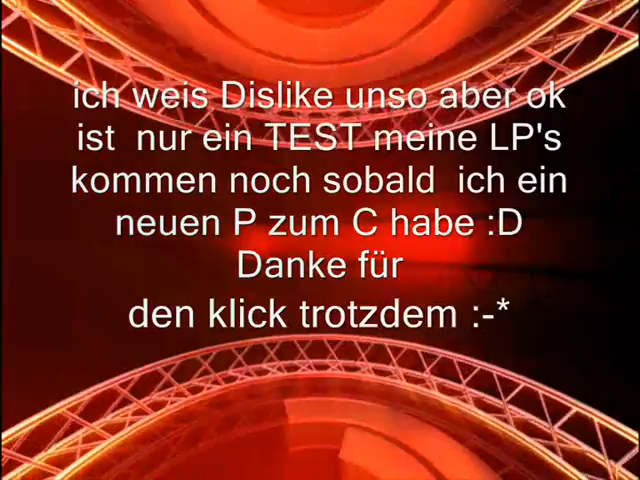 ich weis Dislike unso aber ok
ist nur ein TEST meine LP's
kommen noch sobald ich ein
neuen P zum C habe :D
Danke für
den klick trotzdem :-*